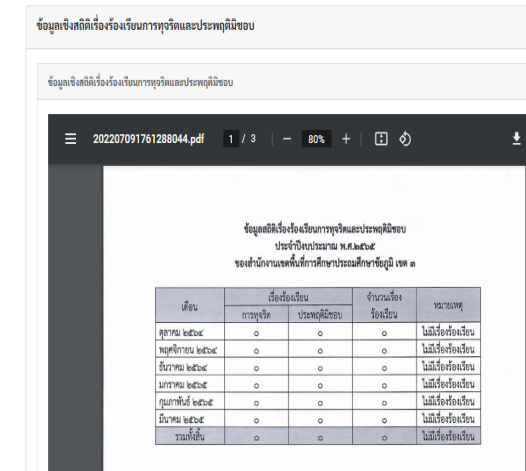 ข้อมูลเชิงสถิติเรื่องร้องเรียนการทุจริตและประพฤติมิชอบ
ข้อมูลเชิงสถิติเรื่องร้องเรียนการทุจริตและประพฤติมิชอบ
202207091761288044.pdf 1 / 3 80%
ข้อมูลสถิติเรื่องร้องเรียนการทุจริตและประพฤติมิชอบ
ประจำปีงบประมาณ พ.ศ.๒๕๖๕
ของสำนักงานเขตพื้นที่การศึกษาประถมศึกษาชัยภูมิ เขต ๓
เดือน เรื่องร้องเรียน จำนวนเรื่องร้องเรียน หมายเหตุ
การทุจริต ประพฤติมิชอบ
ตุลาคม ๒๕๖๔ ๐ ๐ ๐ ไม่มีเรื่องร้องเรียน
พฤศจิกายน ๒๕๖๔ ๐ ๐ ๐ ไม่มีเรื่องร้องเรียน
ธันวาคม ๒๕๖๔ ๐ ๐ ๐ ไม่มีเรื่องร้องเรียน
มกราคม ๒๕๖๕ ๐ ๐ ๐ ไม่มีเรื่องร้องเรียน
กุมภาพันธ์ ๒๕๖๕ ๐ ๐ ๐ ไม่มีเรื่องร้องเรียน
มีนาคม ๒๕๖๕ ๐ ๐ ๐ ไม่มีเรื่องร้องเรียน
รวมทั้งสิ้น ๐ ๐ ๐ ไม่มีเรื่องร้องเรียน